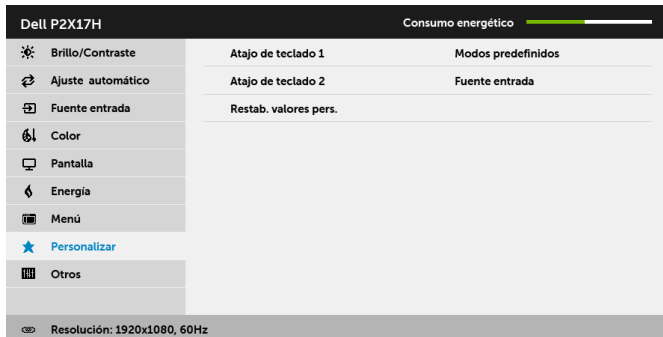 Dell P2X17H Consumo energético
Brillo/Contraste Atajo de teclado 1 Modos predefinidos
Ajuste automático Atajo de teclado 2 Fuente entrada
Fuente entrada Restab. valores pers.
Color
Pantalla
Energía
Menú
Personalizar
Otros
Resolución: 1920x1080, 60Hz